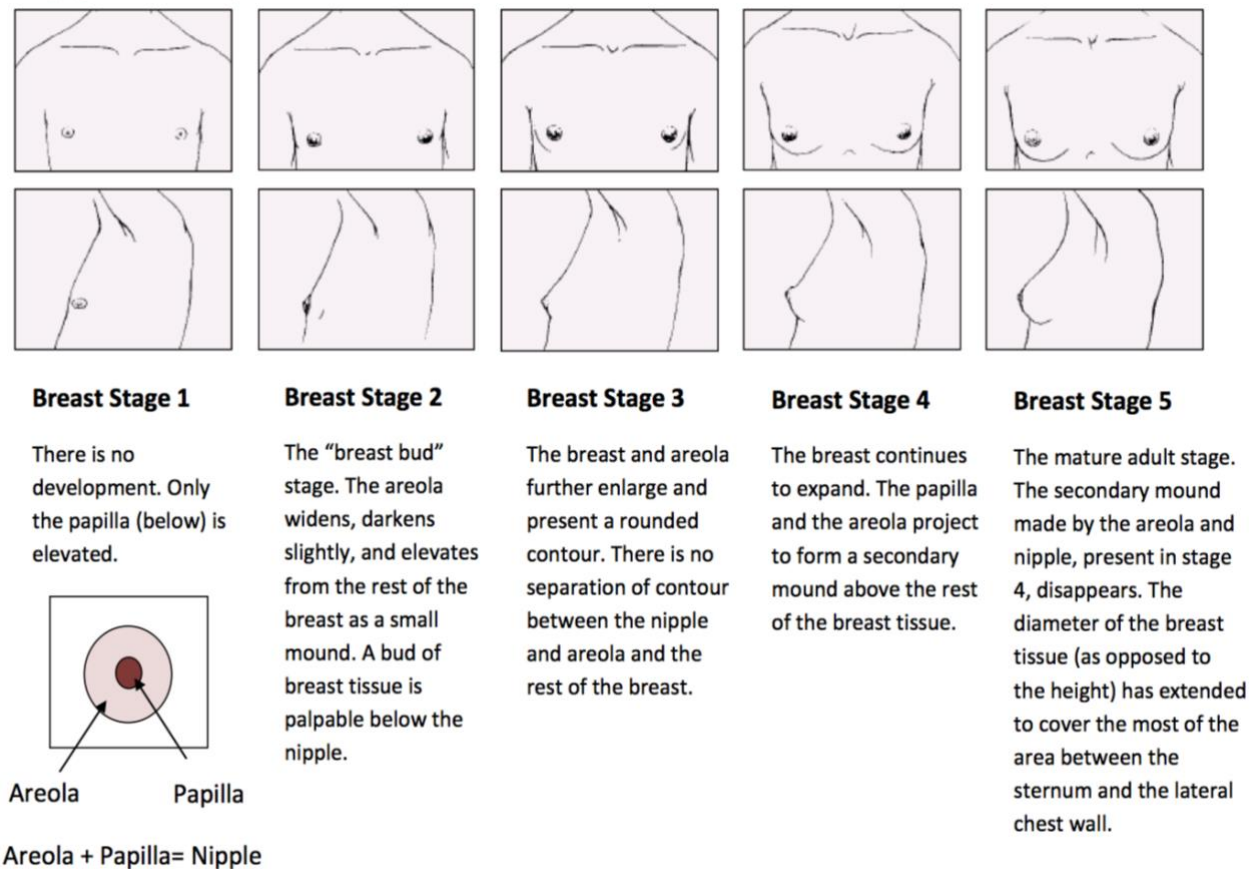 Breast Stage 1
There is no
development. Only
the papilla (below) is
elevated.
Areola
Papilla
Areola + Papilla= Nipple
Breast Stage 2
The “breast bud”
stage. The areola
widens, darkens
slightly, and elevates
from the rest of the
breast as a small
mound. A bud of
breast tissue is
palpable below the
nipple.
Breast Stage 3
The breast and areola
further enlarge and
present a rounded
contour. There is no
separation of contour
between the nipple
and areola and the
rest of the breast.
Breast Stage 4
The breast continues
to expand. The papilla
and the areola project
to form a secondary
mound above the rest
of the breast tissue.
Breast Stage 5
The mature adult stage.
The secondary mound
made by the areola and
nipple, present in stage
4, disappears. The
diameter of the breast
tissue (as opposed to
the height) has extended
to cover the most of the
area between the
sternum and the lateral
chest wall.